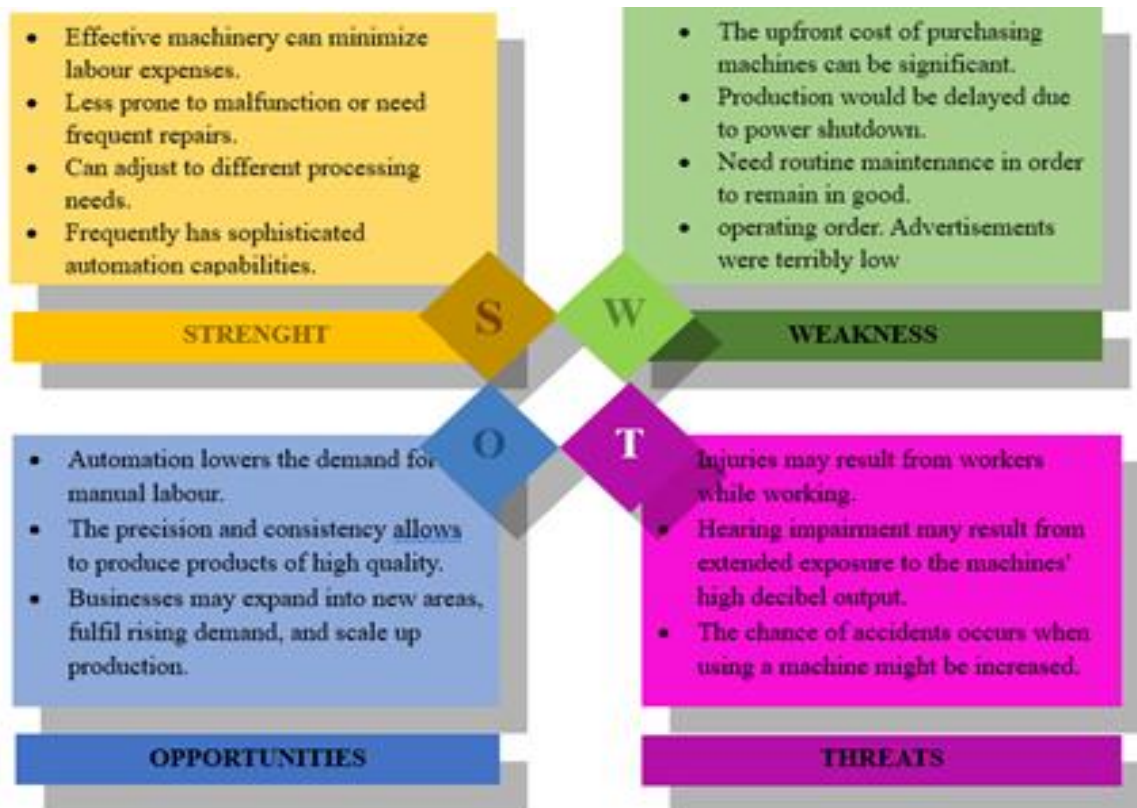 • Effective machinery can minimize
labour expenses.
• Less prone to malfunction or need
frequent repairs.
• Can adjust to different processing
needs.
• Frequently has sophisticated
automation capabilities.
STRENGHT
S
• The upfront cost of purchasing
machines can be significant.
• Production would be delayed due
to power shutdown.
• Need routine maintenance in order
to remain in good.
• operating order. Advertisements
were terribly low
W
WEAKNESS
O
• Automation lowers the demand for
manual labour.
• The precision and consistency allows
to produce products of high quality.
• Businesses may expand into new areas,
fulfil rising demand, and scale up
production.
OPPORTUNITIES
T
Injuries may result from workers
while working.
• Hearing impairment may result from
extended exposure to the machines'
high decibel output.
• The chance of accidents occurs when
using a machine might be increased.
THREATS